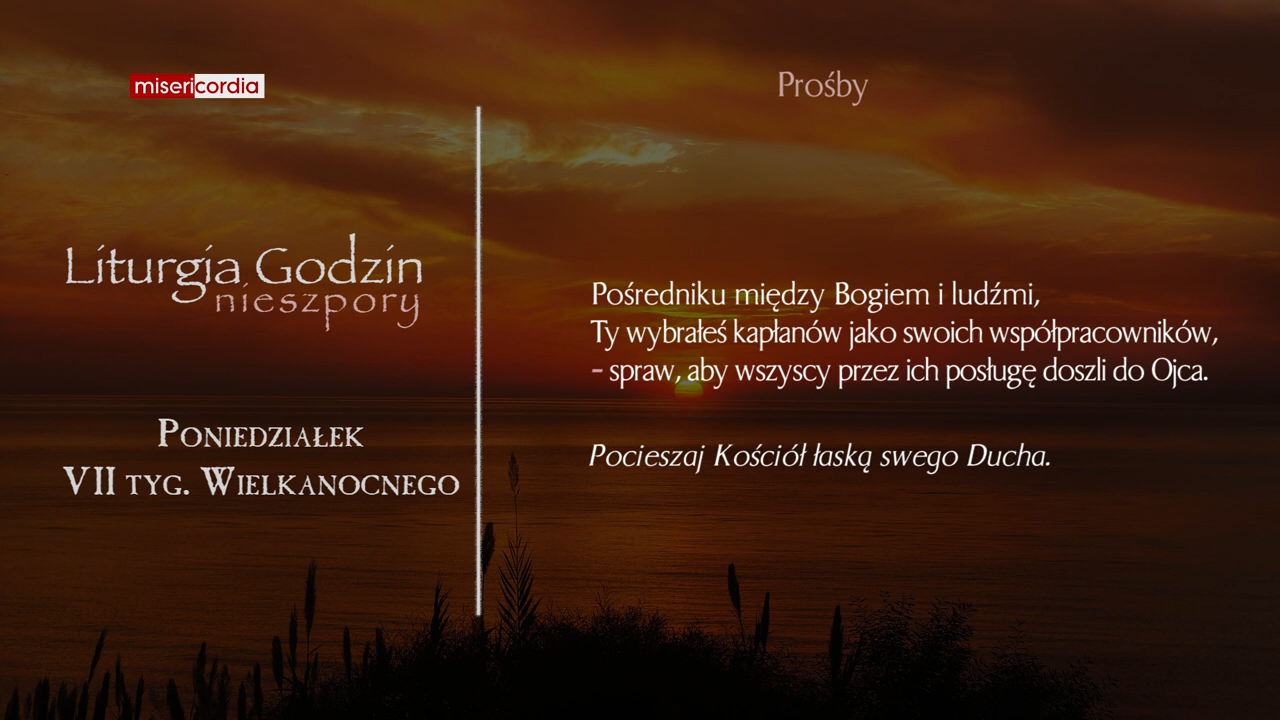 misericordia
Prośby
Liturgia Godzin
nieszpory
Pośredniku między Bogiem i ludźmi,
Ty wybrałeś kapłanów jako swoich współpracowników,
- spraw, aby wszyscy przez ich posługę doszli do Ojca.
Poniedziałek
VII tyg. Wielkanocnego
Pocieszaj Kościół łaską swego Ducha.